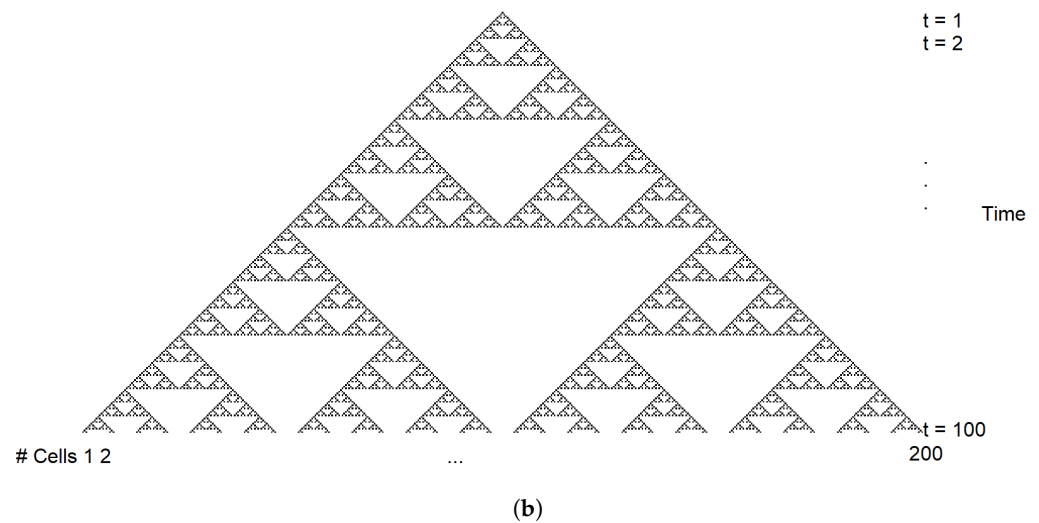 t = 1
t = 2
.
.
.
Time
t = 100
# Cells 1 2 ... 200
(b)